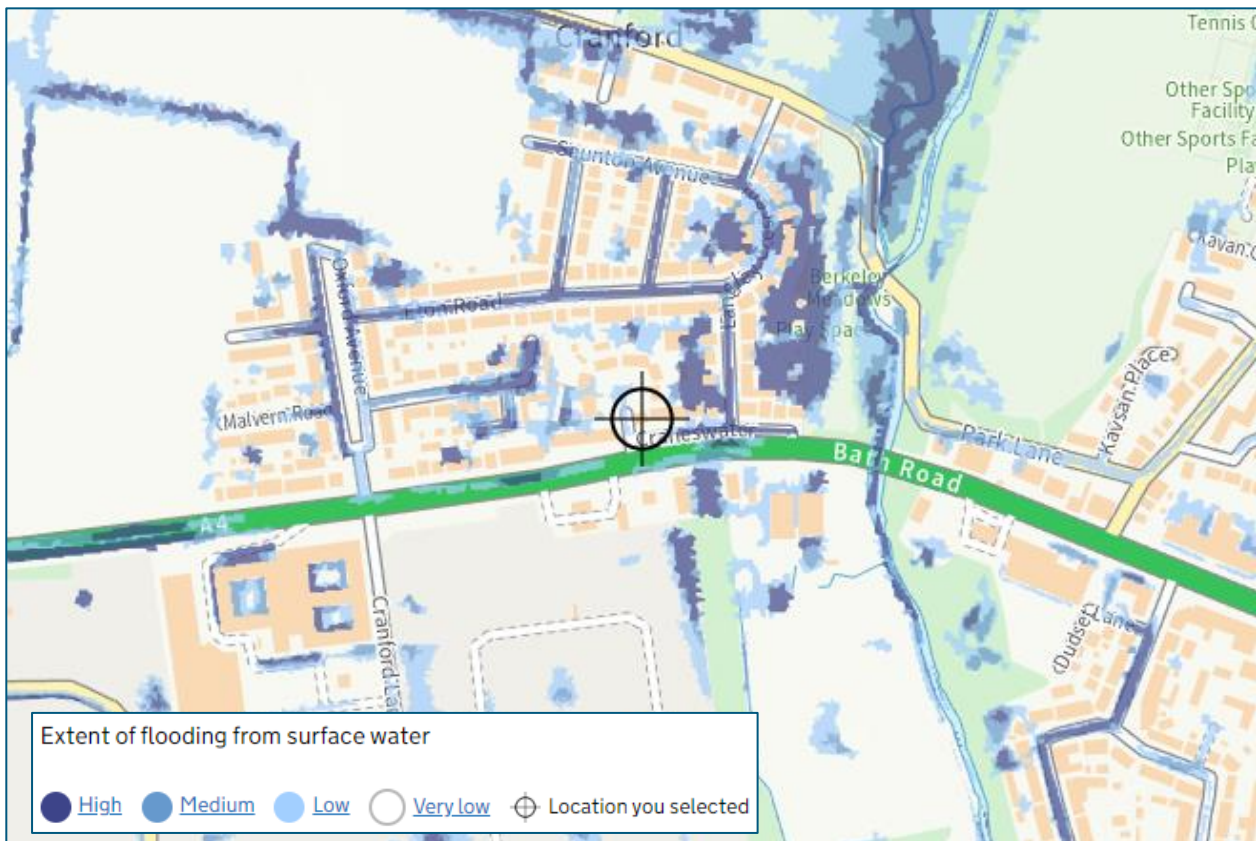 Cranford
Tennis C
Other Spo
Facility
Other Sports Fa
Play
Saunton Avenue
Kavan C
Berkeley
Meadows
Play Space
Oxford Avenue
Eton Road
Malvern Road
Craneswater
Park Lane
Kavsan Place
Bath Road
A4
Cranford La
Dudset
Lane
Extent of flooding from surface water
High
Medium
Low
Very low
Location you selected